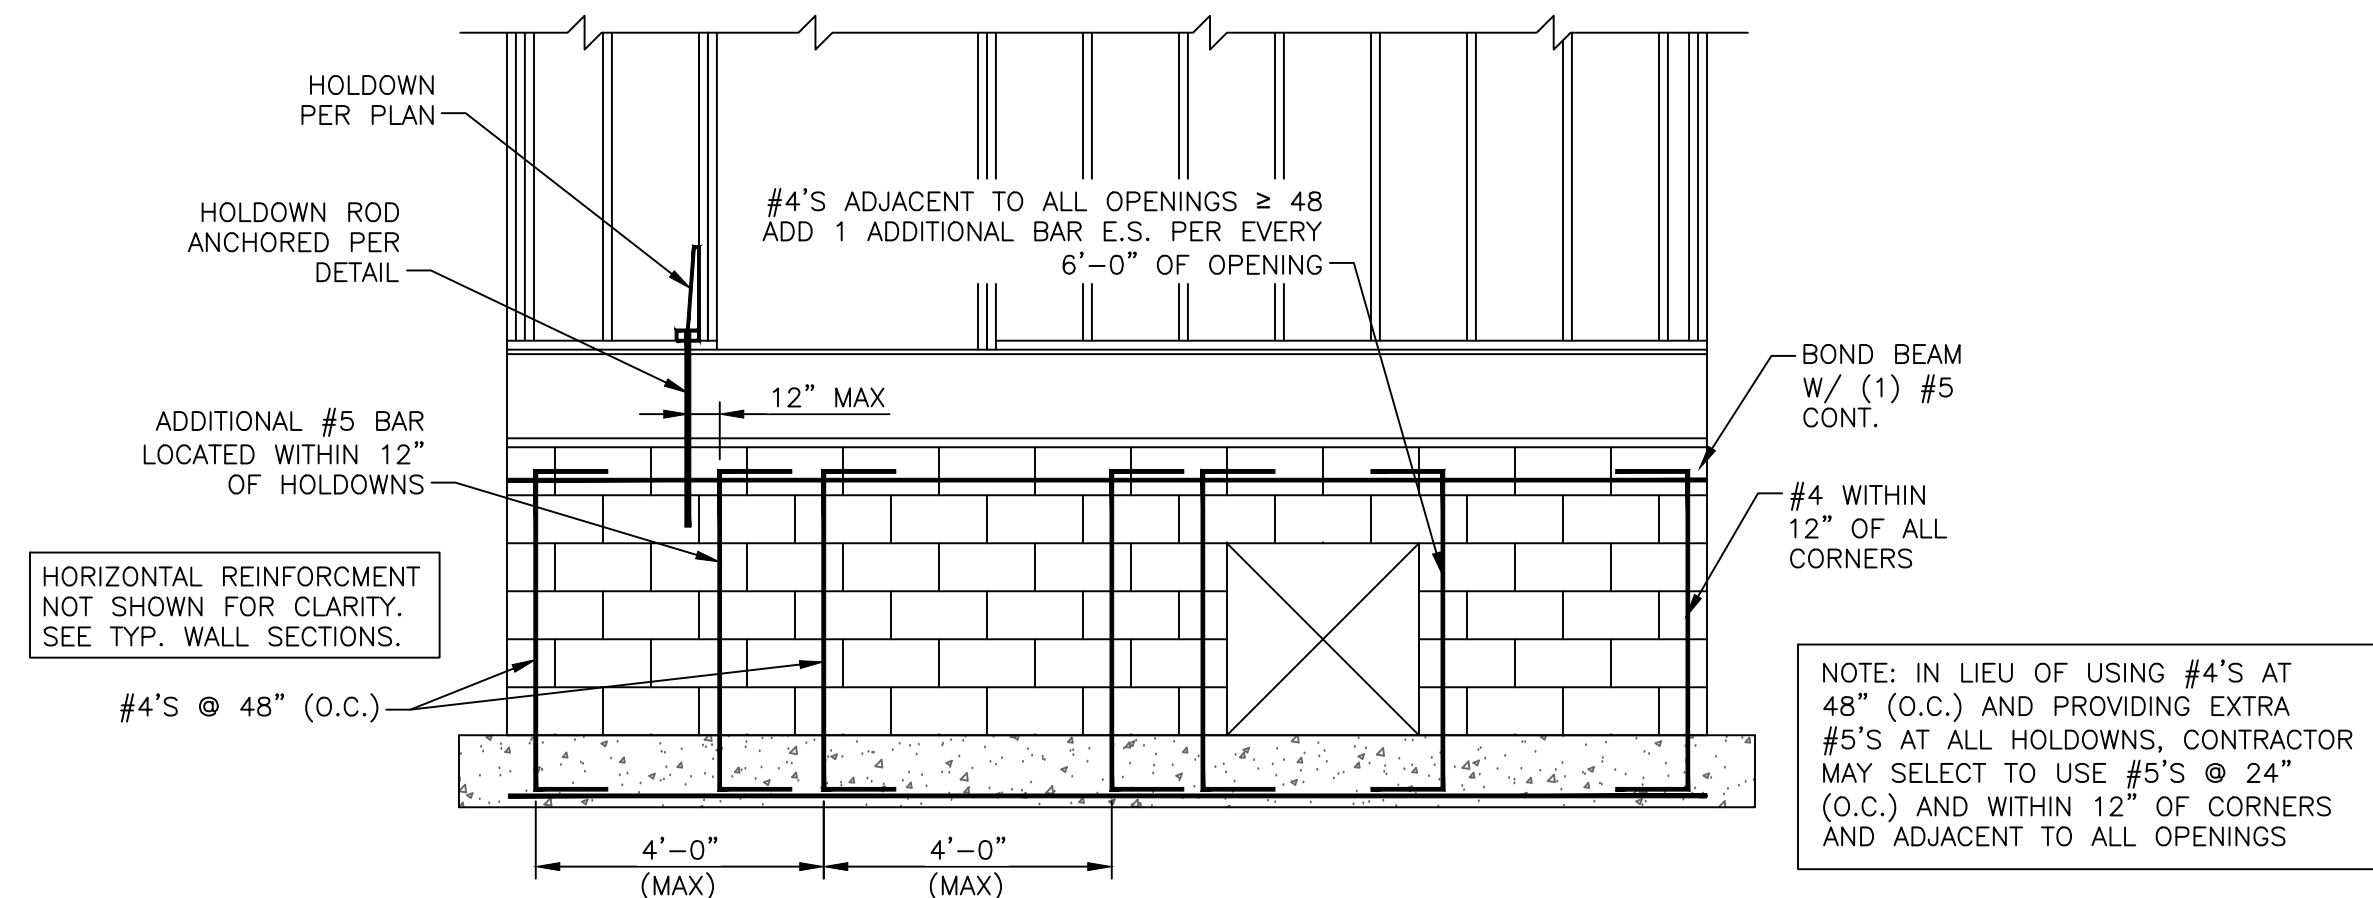 HOLDOWN
PER PLAN
HOLDOWN ROD
ANCHORED PER
DETAIL
#4'S ADJACENT TO ALL OPENINGS ≥ 48
ADD 1 ADDITIONAL BAR E.S. PER EVERY
6'-0" OF OPENING
12" MAX
ADDITIONAL #5 BAR
LOCATED WITHIN 12"
OF HOLDOWNS
BOND BEAM
W/ (1) #5
CONT.
#4 WITHIN
12" OF ALL
CORNERS
HORIZONTAL REINFORCMENT
NOT SHOWN FOR CLARITY.
SEE TYP. WALL SECTIONS.
#4'S @ 48" (O.C.)
NOTE: IN LIEU OF USING #4'S AT
48" (O.C.) AND PROVIDING EXTRA
#5'S AT ALL HOLDOWNS, CONTRACTOR
MAY SELECT TO USE #5'S @ 24"
(O.C.) AND WITHIN 12" OF CORNERS
AND ADJACENT TO ALL OPENINGS
4'-0"
(MAX)
4'-0"
(MAX)